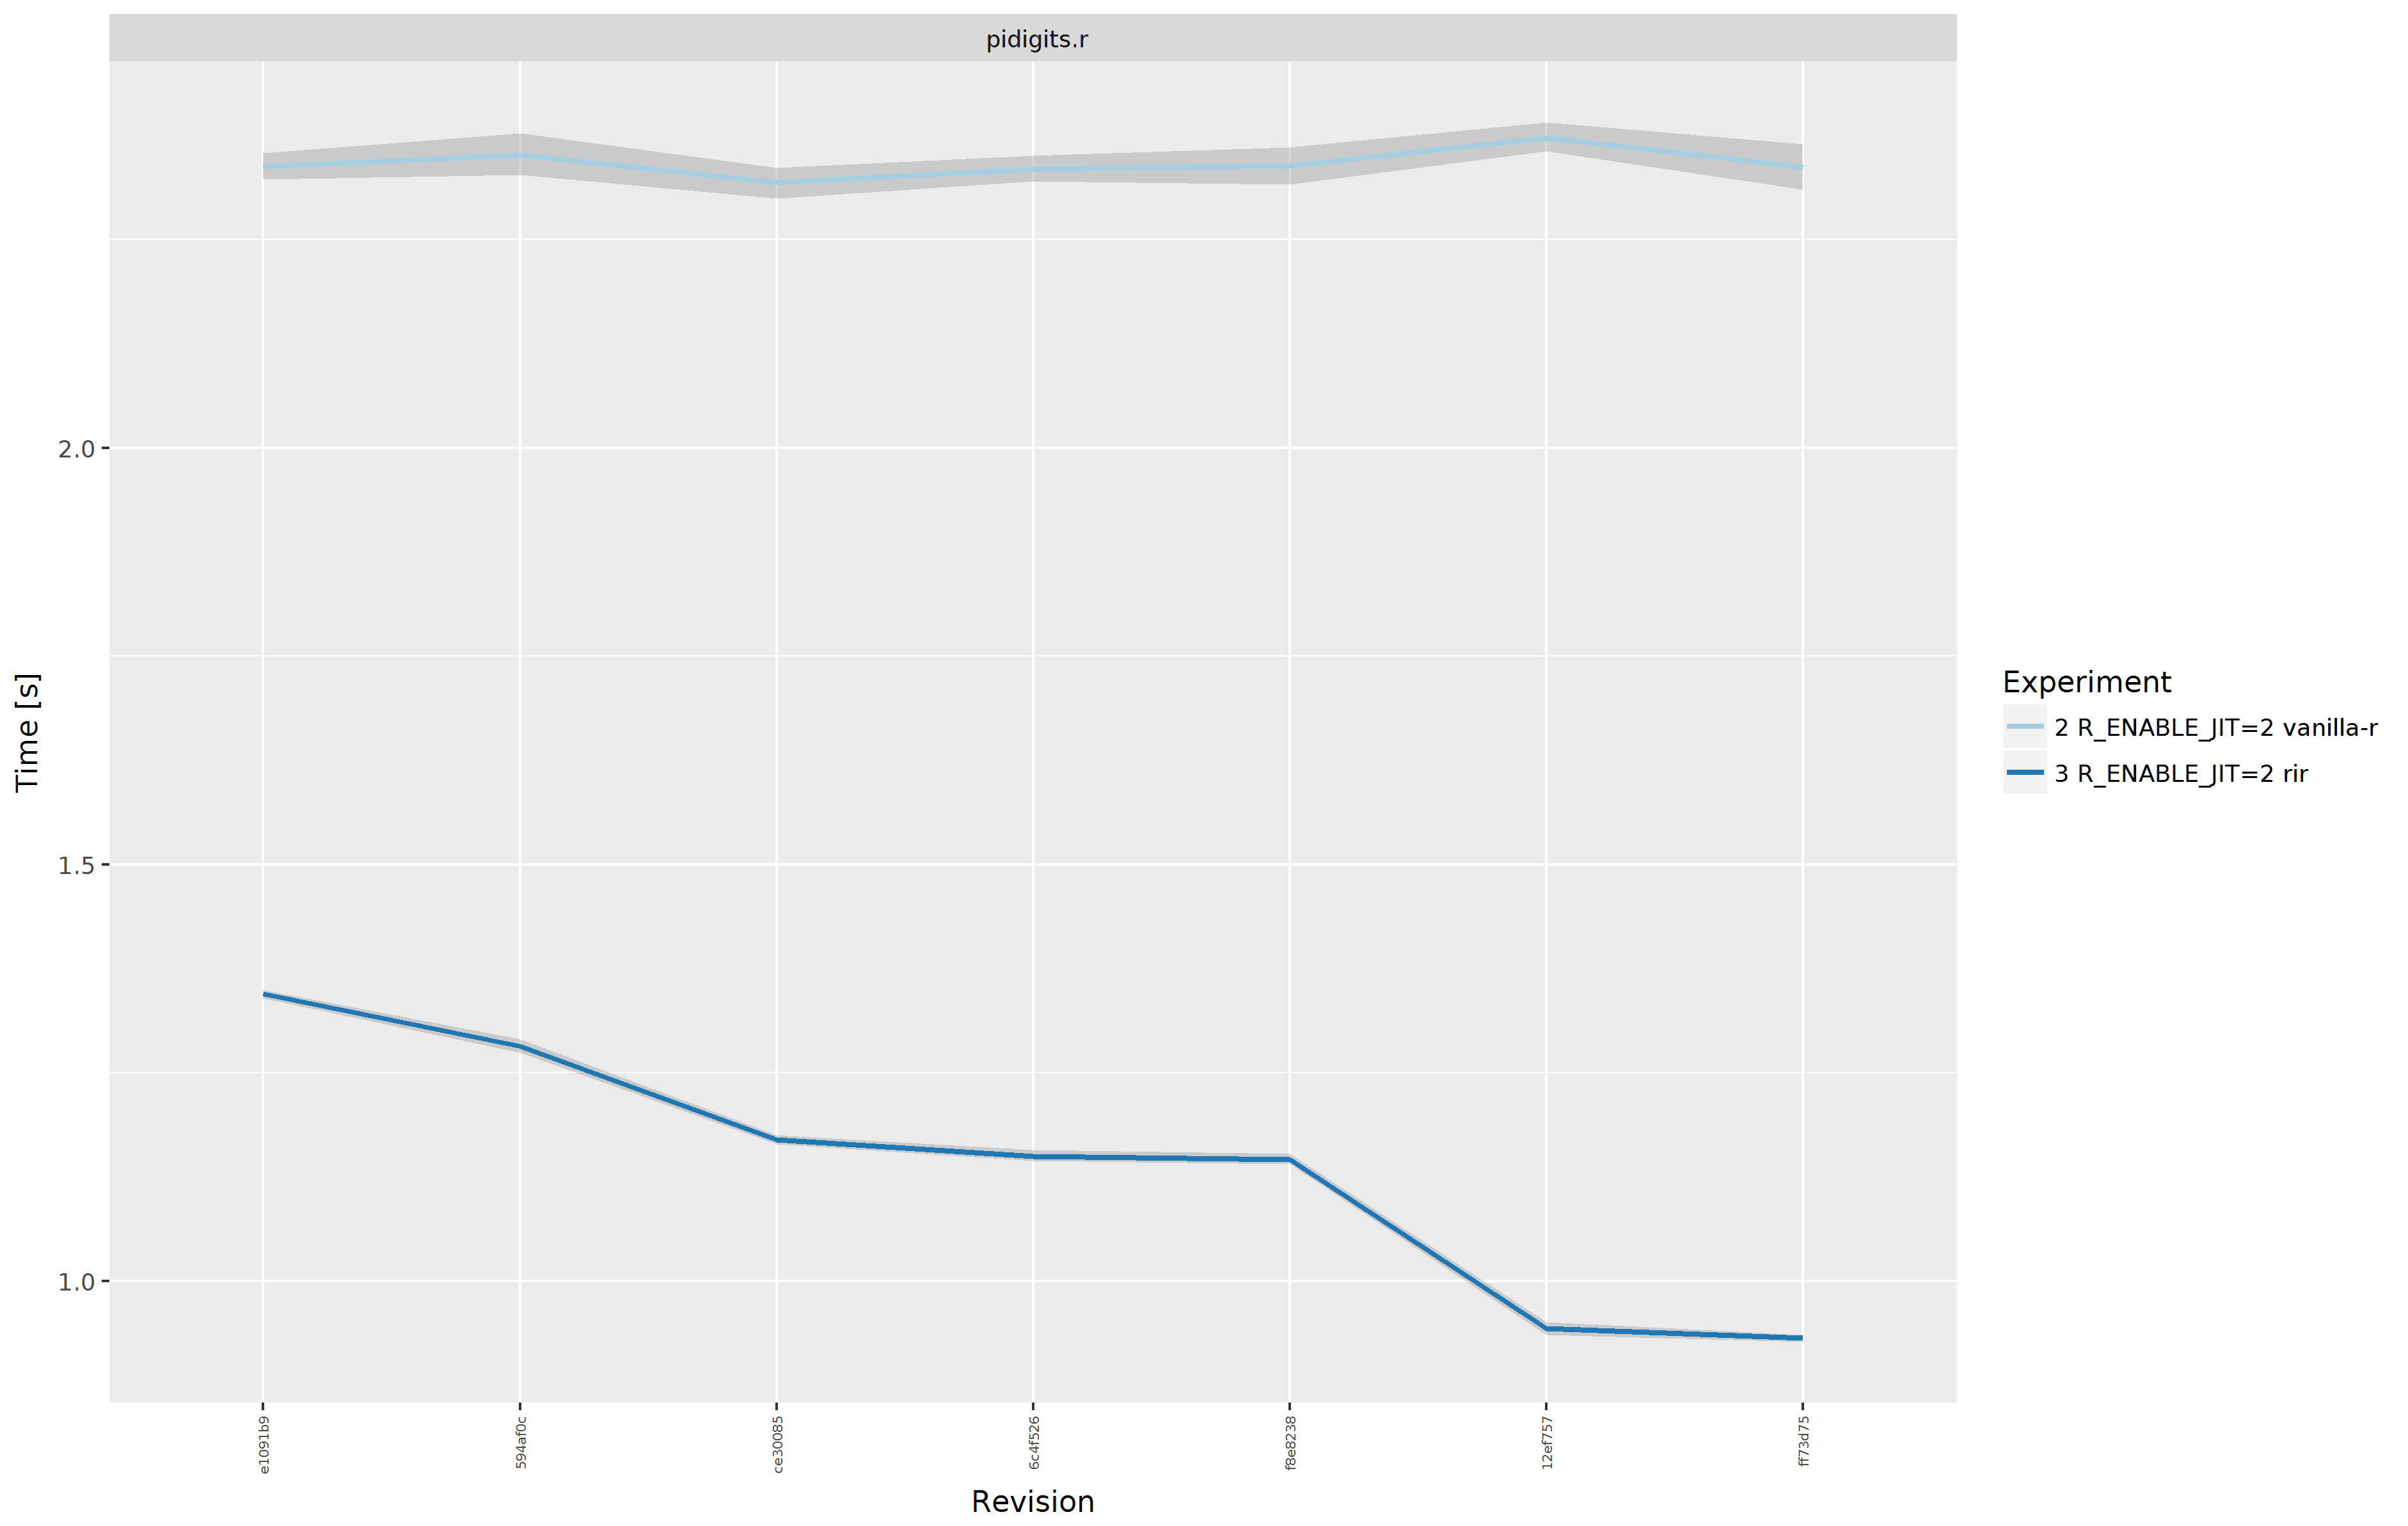 pidigits.r
Time [s]
2.0
1.5
1.0
e1091b9
594af0c
ce30085
6c4f526
f8e8238
12ef757
ff73d75
Revision
Experiment
2 R_ENABLE_JIT=2 vanilla-r
3 R_ENABLE_JIT=2 rir